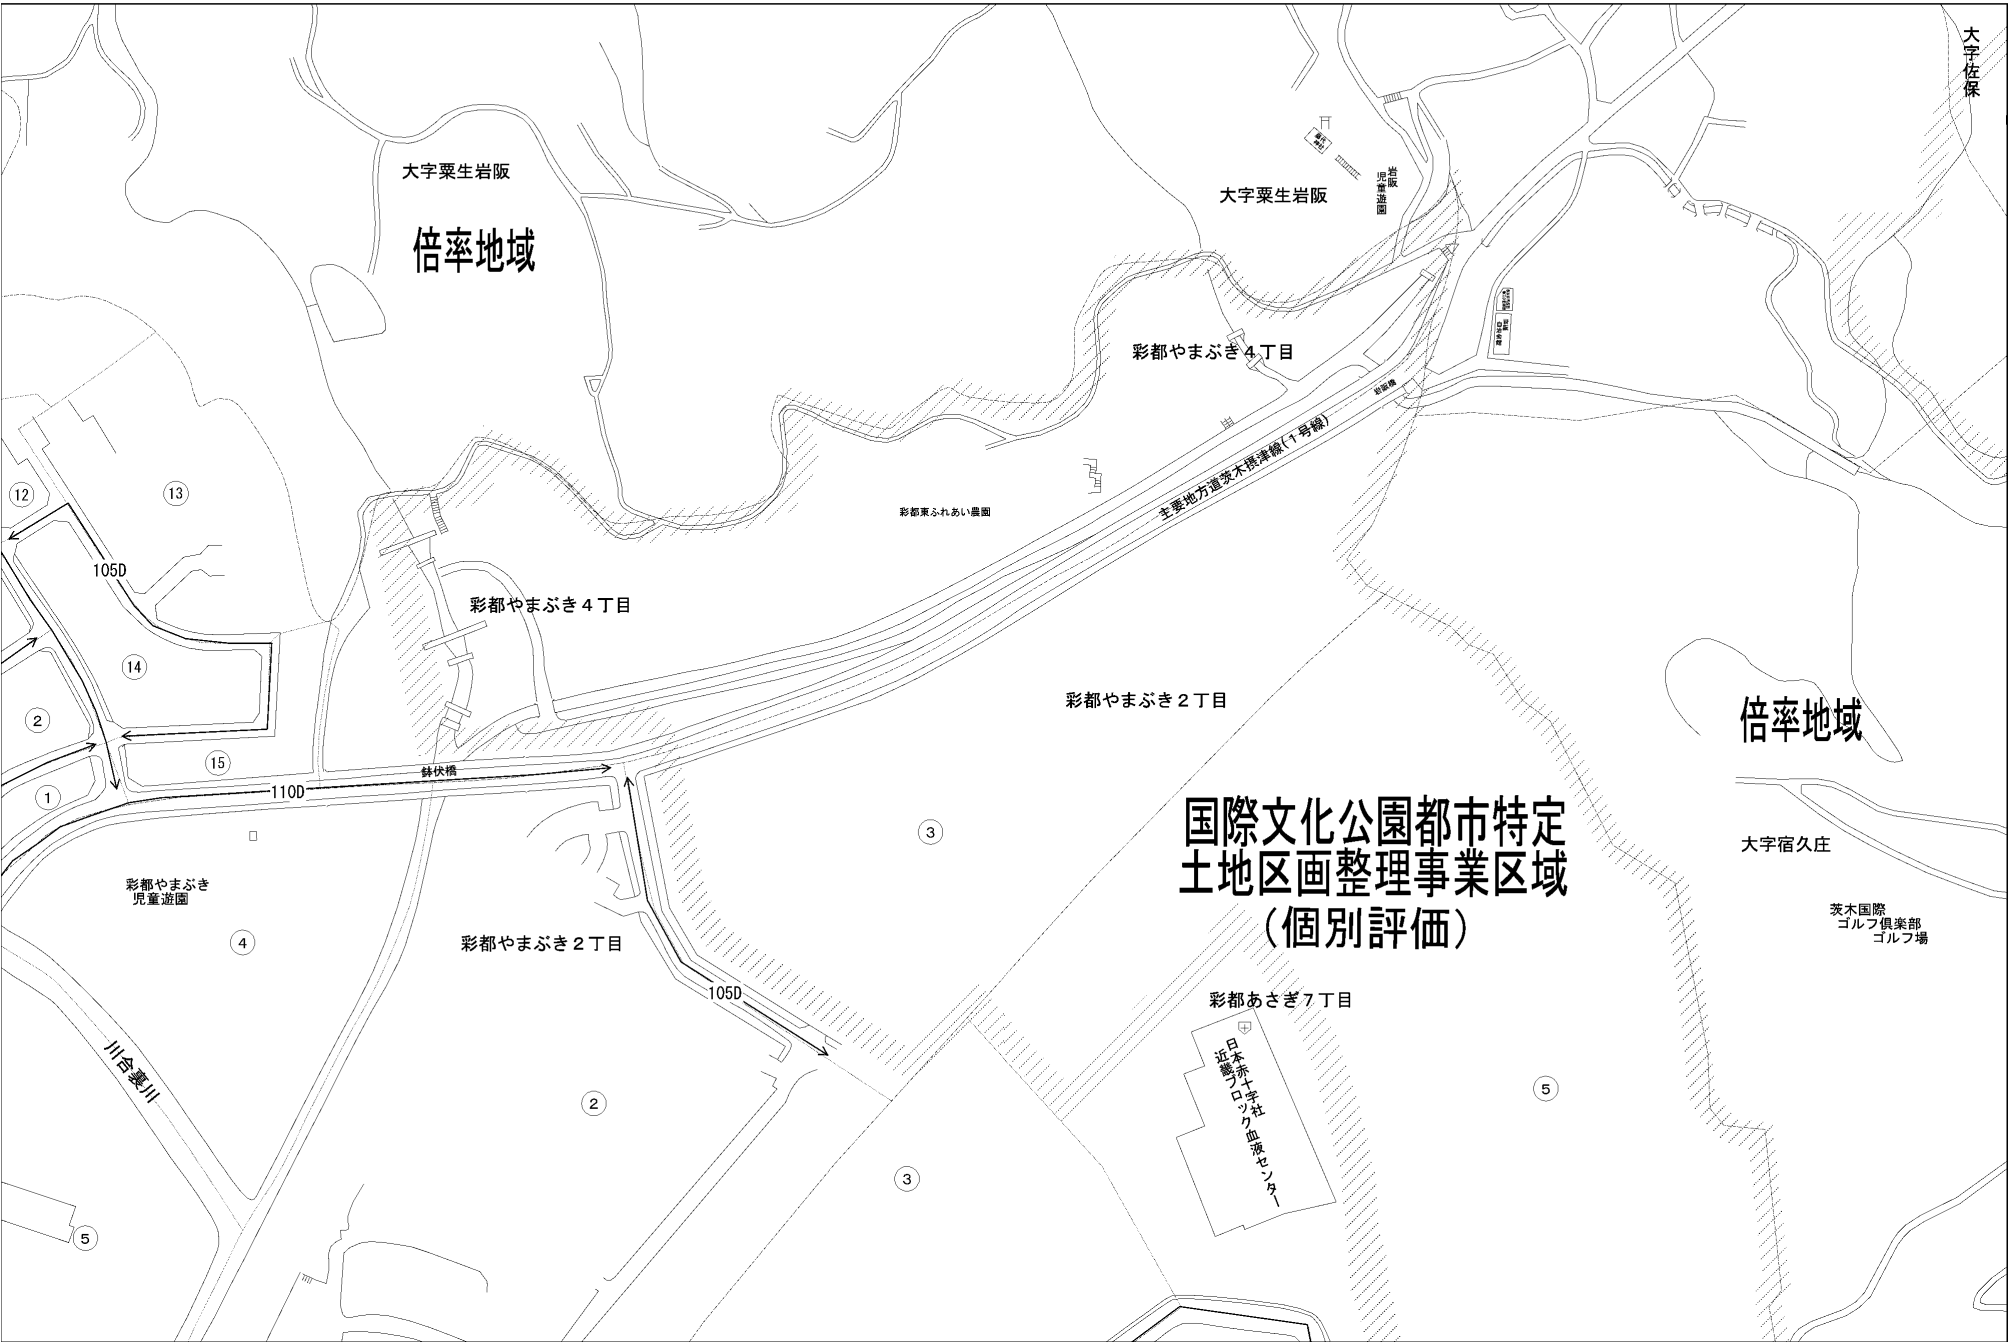 大字佐保
大字粟生岩阪
倍率地域
大字粟生岩阪
岩阪
児童遊園
彩都やまぶき4丁目
岩阪橋
主要地方道茨木摂津線(1号線)
12
13
彩都東ふれあい農園
105D
彩都やまぶき4丁目
14
彩都やまぶき2丁目
2
倍率地域
15
鉢伏橋
1
110D
国際文化公園都市特定
土地区画整理事業区域
(個別評価)
3
大字宿久庄
彩都やまぶき
児童遊園
茨木国際
ゴルフ倶楽部
ゴルフ場
4
彩都やまぶき2丁目
105D
彩都あさぎ7丁目
川合裏川
日本赤十字社
近畿ブロック血液センター
2
5
3
5